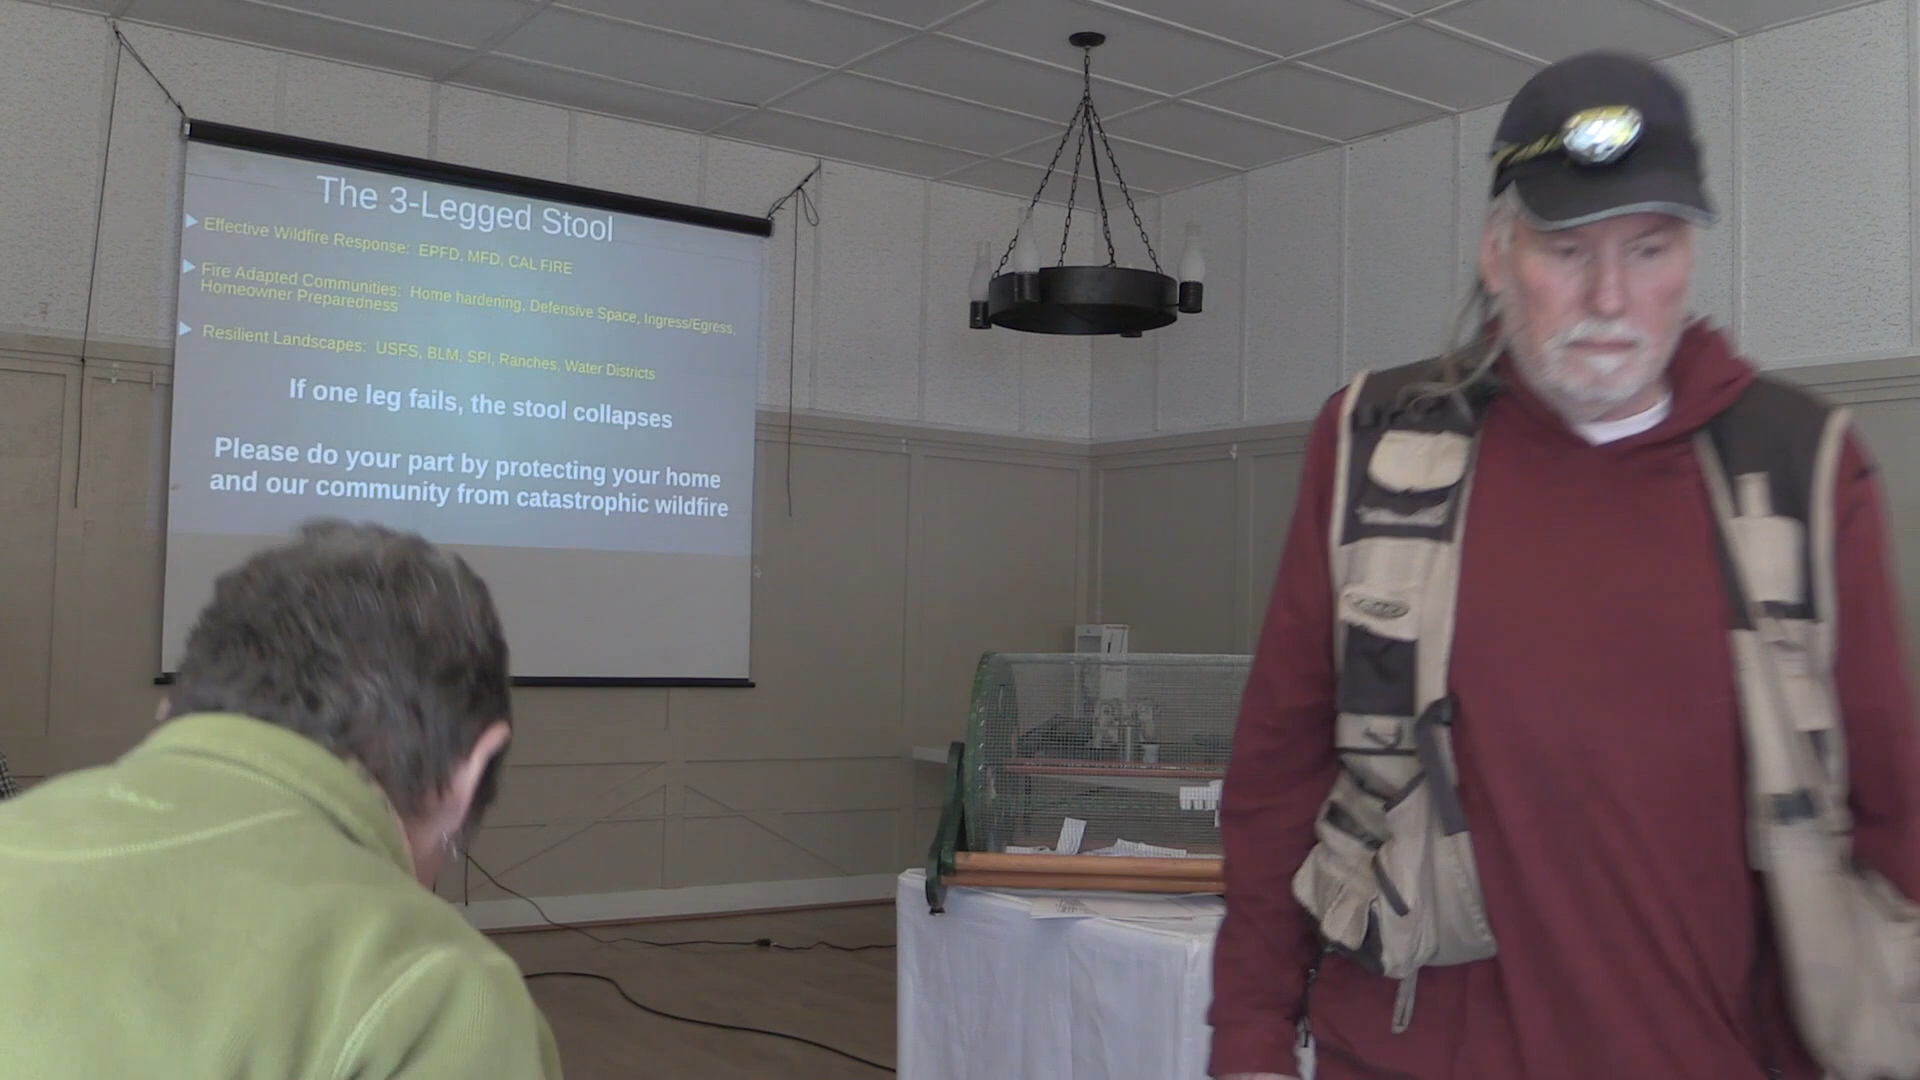 The 3-Legged Stool
Effective Wildfire Response: EPFD, MFD, CAL FIRE
Fire Adapted Communities: Home hardening, Defensive Space, Ingress/Egress,
Homeowner Preparedness
Resilient Landscapes: USFS, BLM, SPI, Ranches, Water Districts
If one leg fails, the stool collapses
Please do your part by protecting your home
and our community from catastrophic wildfire